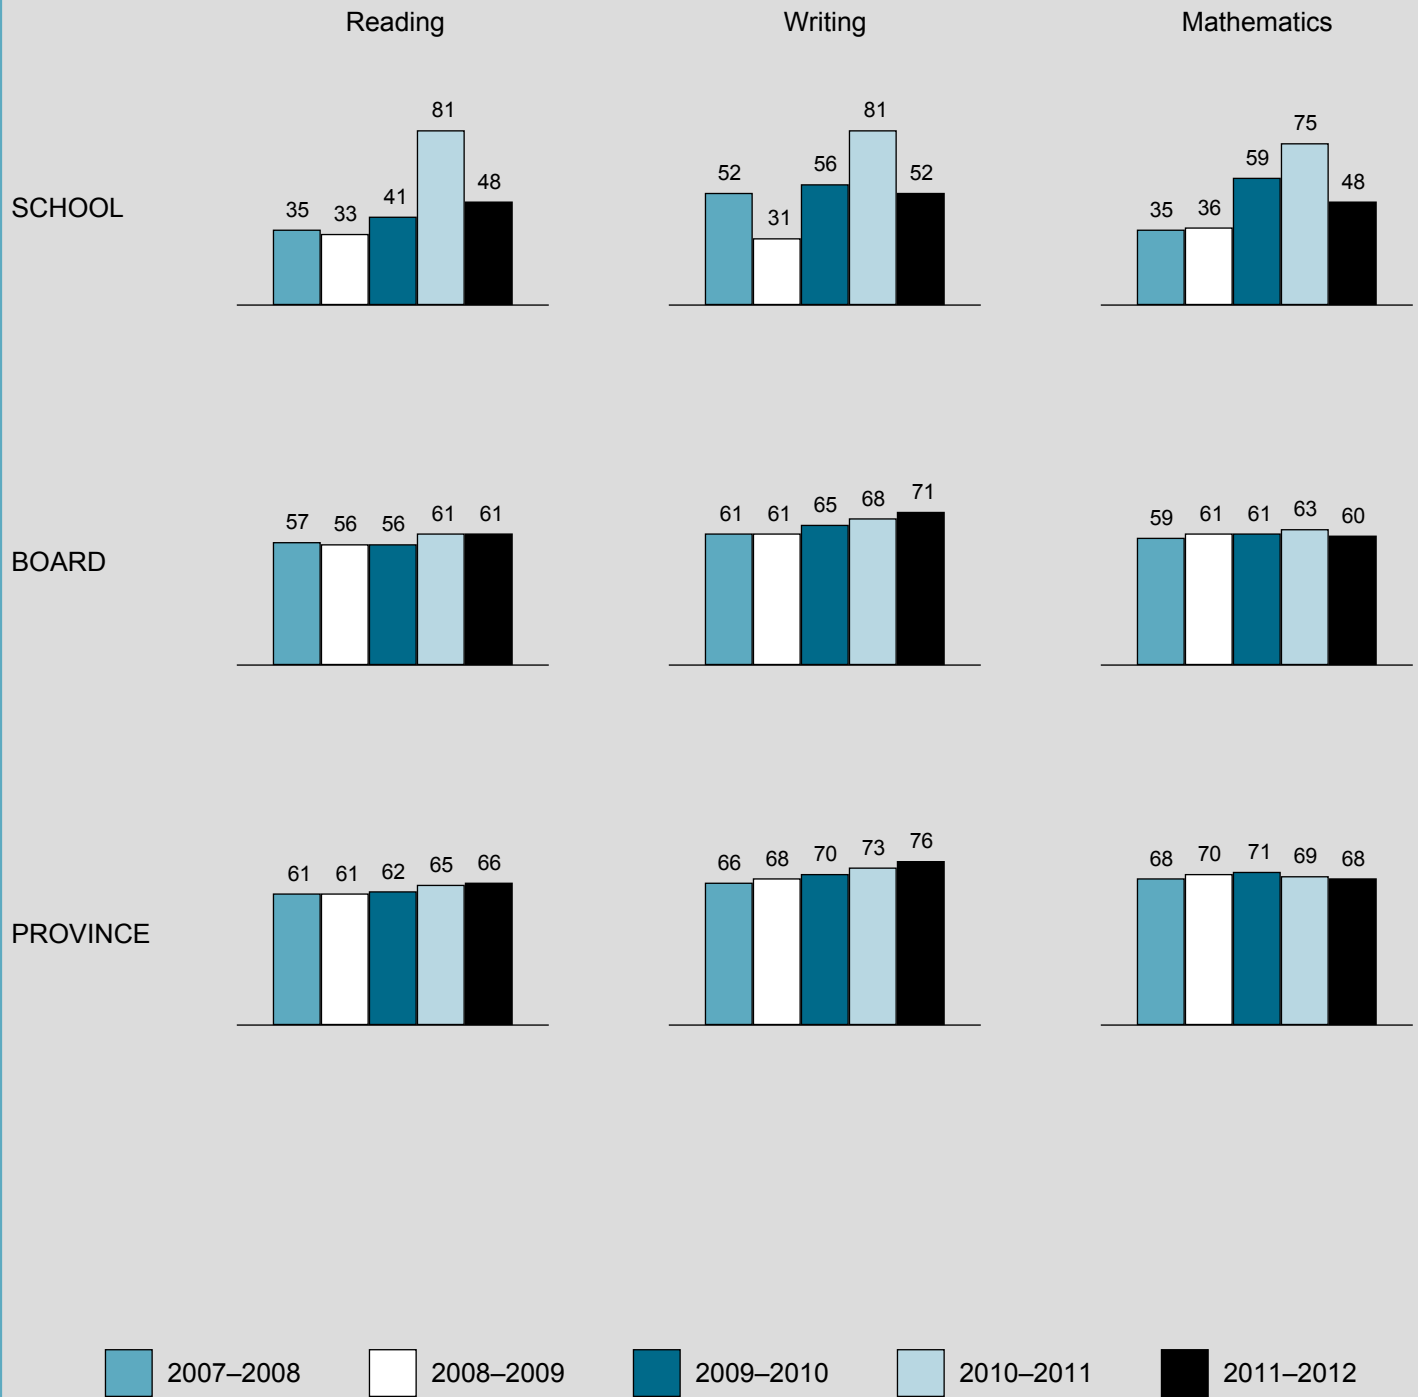 Reading Writing Mathematics
SCHOOL
35 33 41 81 48
52 31 56 81 52
35 36 59 75 48
BOARD
57 56 56 61 61
61 61 65 68 71
59 61 61 63 60
PROVINCE
61 61 62 65 66
66 68 70 73 76
68 70 71 69 68
2007–2008 2008–2009 2009–2010 2010–2011 2011–2012